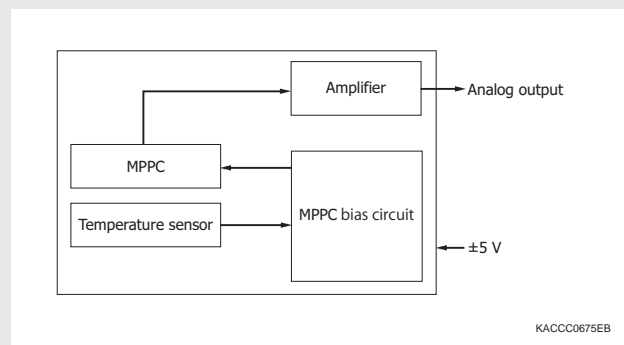 Amplifier
Analog output
MPPC
Temperature sensor
MPPC bias circuit
±5 V
KACCC0675EB